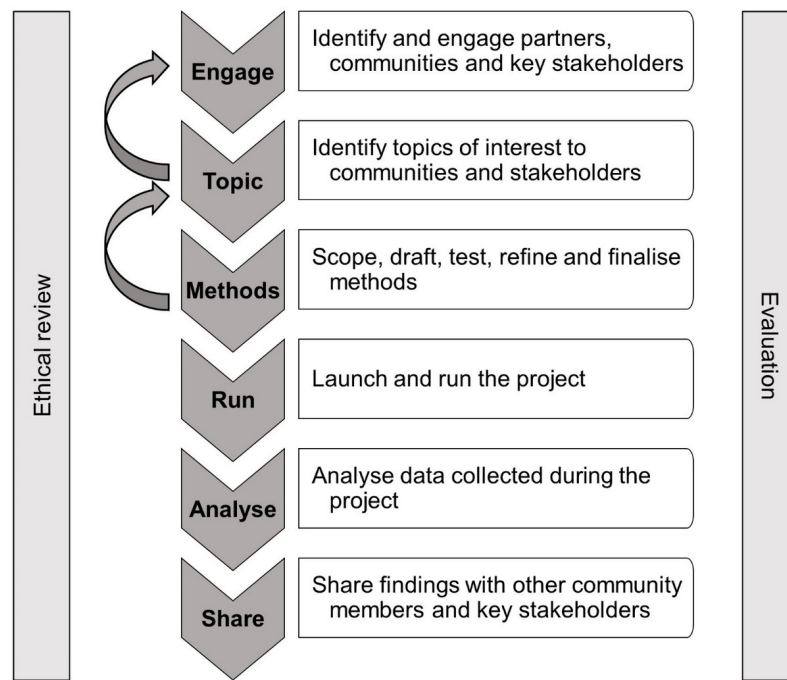 Ethical review
Engage
Identify and engage partners,
communities and key stakeholders
Topic
Identify topics of interest to
communities and stakeholders
Methods
Scope, draft, test, refine and finalise
methods
Run
Launch and run the project
Analyse
Analyse data collected during the
project
Share
Share findings with other community
members and key stakeholders
Evaluation